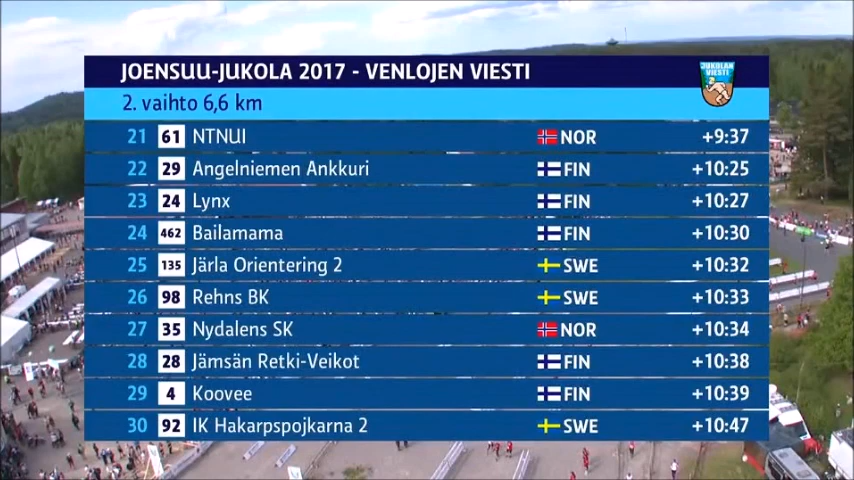 JOENSUU-JUKOLA 2017 - VENLOJEN VIESTI
JUKOLAN
VIESTI
2. vaihto 6,6 km
21 61 NTNUI NOR +9:37
22 29 Angelniemen Ankkuri FIN +10:25
23 24 Lynx FIN +10:27
24 462 Bailamama FIN +10:30
25 135 Järla Orientering 2 SWE +10:32
26 98 Rehns BK SWE +10:33
27 35 Nydalens SK NOR +10:34
28 28 Jämsän Retki-Veikot FIN +10:38
29 4 Koovee FIN +10:39
30 92 IK Hakarpspojkarna 2 SWE +10:47